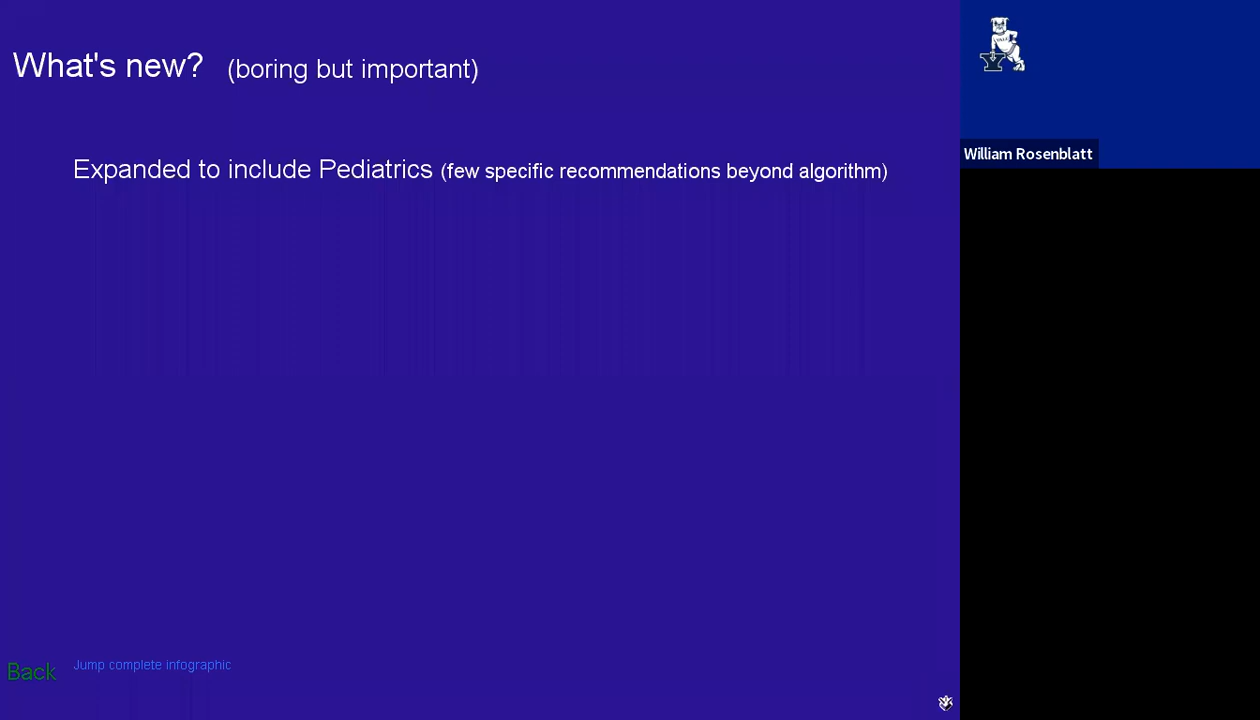 What's new? (boring but important)
Expanded to include Pediatrics (few specific recommendations beyond algorithm)
Back Jump complete infographic
YALE
Y
William Rosenblatt